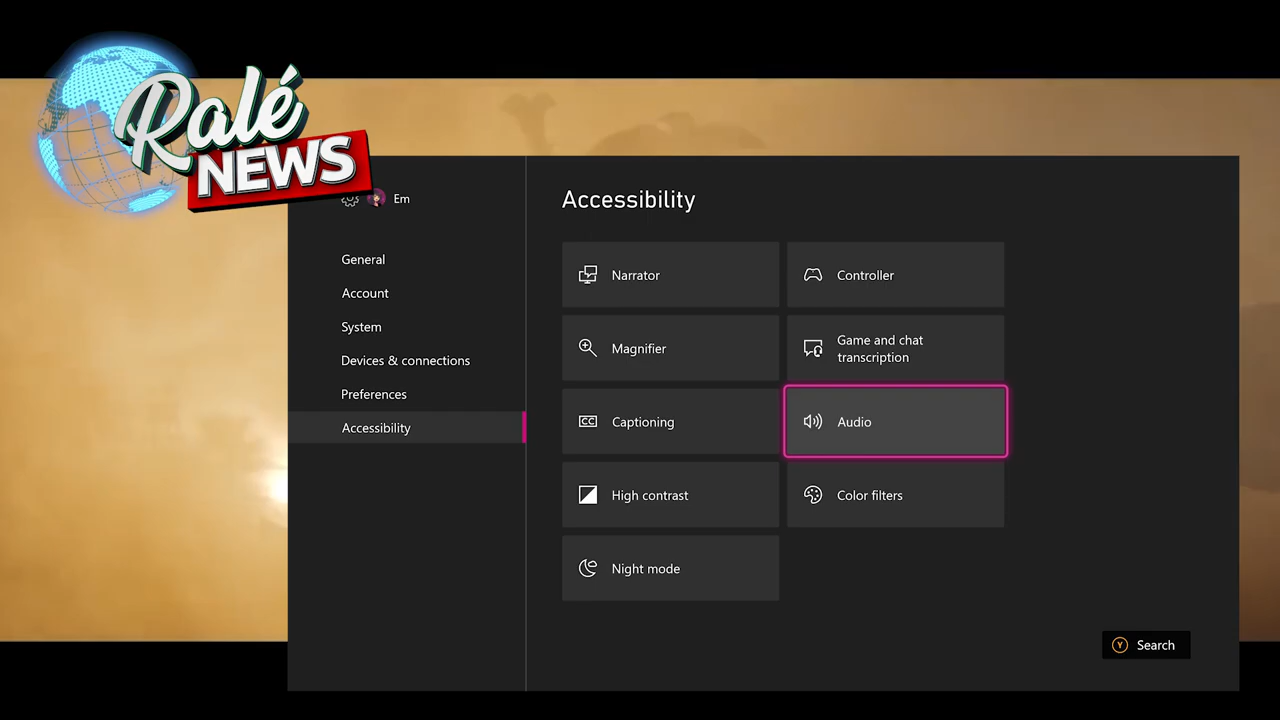 Ralé
NEWS
Em
General
Account
System
Devices & connections
Preferences
Accessibility
Accessibility
Narrator
Controller
Magnifier
Game and chat
transcription
CC Captioning
Audio
High contrast
Color filters
Night mode
Y Search